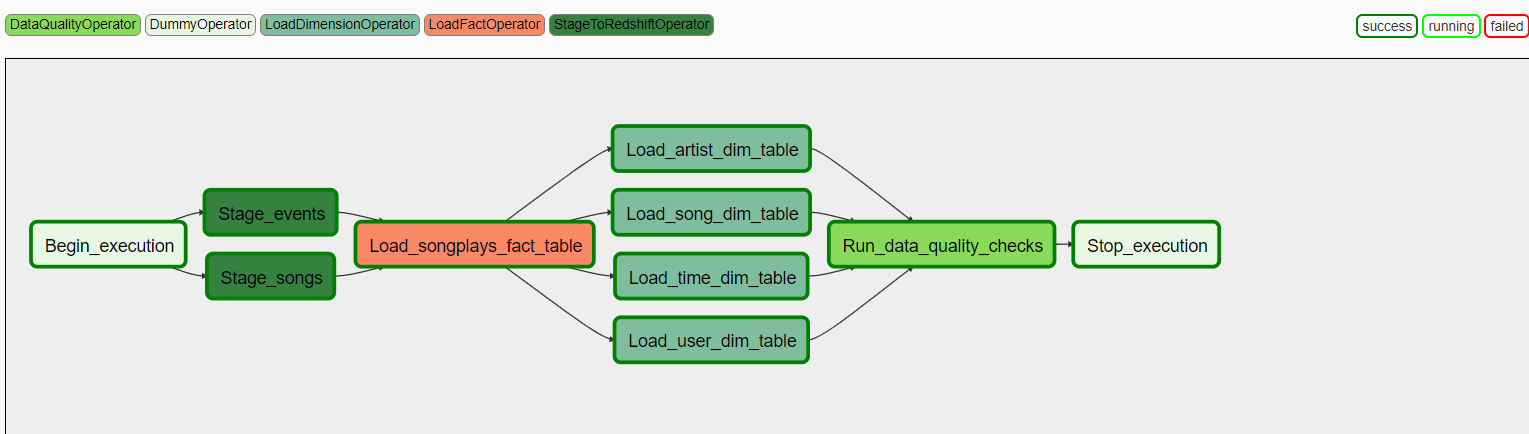 DataQualityOperator DummyOperator LoadDimensionOperator LoadFactOperator StageToRedshiftOperator success running failed
Load_artist_dim_table
Stage_events Load_song_dim_table
Begin_execution Load_songplays_fact_table Run_data_quality_checks Stop_execution
Stage_songs Load_time_dim_table
Load_user_dim_table